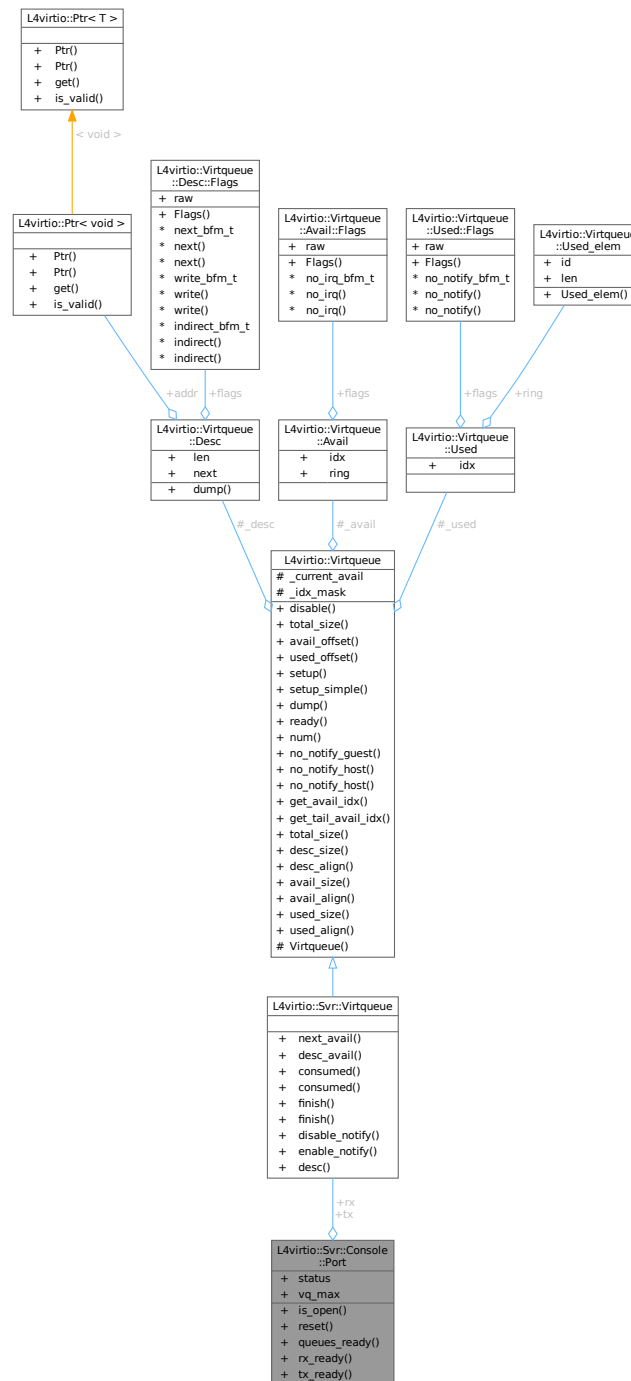 L4virtio::Ptr< T >
+ Ptr()
+ Ptr()
+ get()
+ is_valid()
< void >
L4virtio::Ptr< void >
+ Ptr()
+ Ptr()
+ get()
+ is_valid()
L4virtio::Virtqueue
::Desc::Flags
+ raw
+ Flags()
* next_bfm_t
* next()
* next()
* write_bfm_t
* write()
* write()
* indirect_bfm_t
* indirect()
* indirect()
L4virtio::Virtqueue
::Avail::Flags
+ raw
+ Flags()
* no_irq_bfm_t
* no_irq()
* no_irq()
L4virtio::Virtqueue
::Used::Flags
+ raw
+ Flags()
* no_notify_bfm_t
* no_notify()
* no_notify()
L4virtio::Virtqueue
::Used_elem
+ id
+ len
+ Used_elem()
+addr
+flags
+flags
+flags
+ring
L4virtio::Virtqueue
::Desc
+ len
+ next
+ dump()
L4virtio::Virtqueue
::Avail
+ idx
+ ring
L4virtio::Virtqueue
::Used
+ idx
#_desc
#_avail
#_used
L4virtio::Virtqueue
# _current_avail
# _idx_mask
+ disable()
+ total_size()
+ avail_offset()
+ used_offset()
+ setup()
+ setup_simple()
+ dump()
+ ready()
+ num()
+ no_notify_guest()
+ no_notify_host()
+ no_notify_host()
+ get_avail_idx()
+ get_tail_avail_idx()
+ total_size()
+ desc_size()
+ desc_align()
+ avail_size()
+ avail_align()
+ used_size()
+ used_align()
# Virtqueue()
L4virtio::Svr::Virtqueue
+ next_avail()
+ desc_avail()
+ consumed()
+ consumed()
+ finish()
+ finish()
+ disable_notify()
+ enable_notify()
+ desc()
+rx
+tx
L4virtio::Svr::Console
::Port
+ status
+ vq_max
+ is_open()
+ reset()
+ queues_ready()
+ rx_ready()
+ tx_ready()